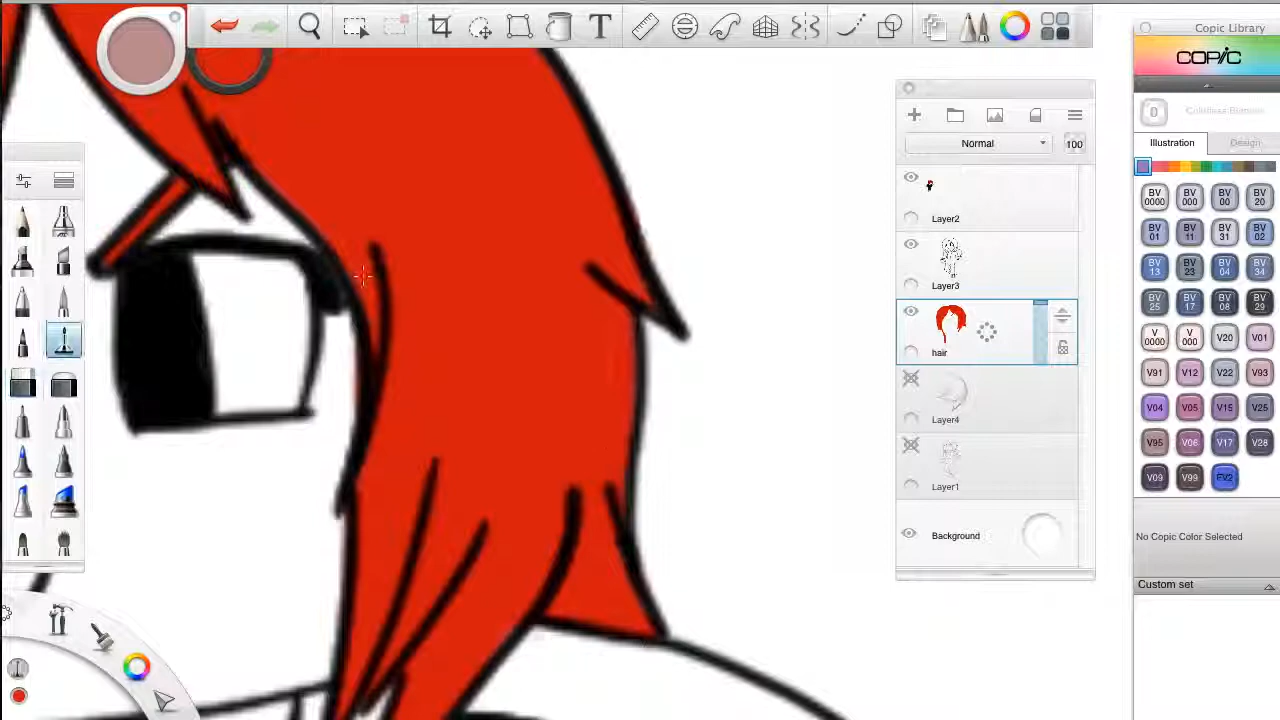 T
Copic Library
COPIC
0
Colorless Blender
Illustration
Design
BV 0000
BV 000
BV 00
BV 20
BV 01
BV 11
BV 31
BV 02
BV 13
BV 23
BV 04
BV 34
BV 25
BV 17
BV 08
BV 29
V 0000
V 000
V20
V01
V91
V12
V22
V93
V04
V05
V15
V25
V95
V06
V17
V28
V09
V99
FV2
No Copic Color Selected
Custom set
Normal
100
Layer2
Layer3
hair
Layer4
Layer1
Background